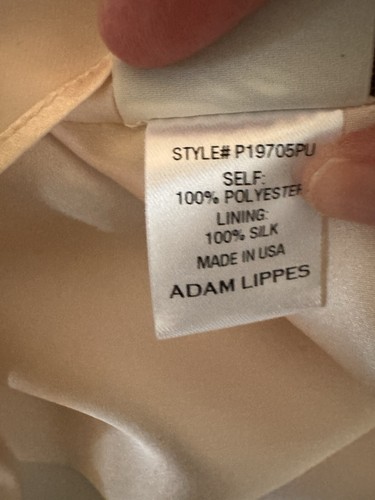 STYLE# P19705PU
SELF:
100% POLYESTER
LINING:
100% SILK
MADE IN USA
ADAM LIPPES